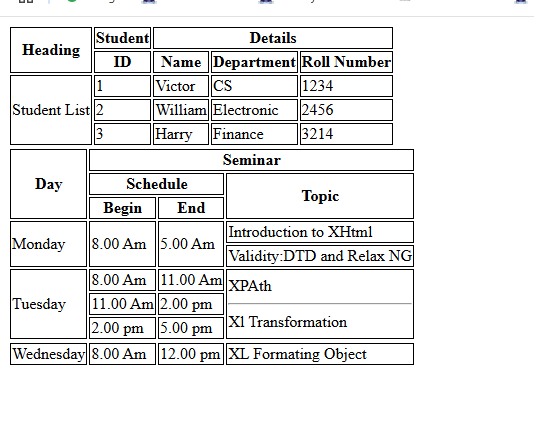 Heading Student Details
ID Name Department Roll Number
Student List 1 Victor CS 1234
2 William Electronic 2456
3 Harry Finance 3214
Day Seminar
Schedule Topic
Begin End
Monday 8.00 Am 5.00 Am Introduction to XHtml
Validity:DTD and Relax NG
Tuesday 8.00 Am 11.00 Am XPAth
11.00 Am 2.00 pm
2.00 pm 5.00 pm Xl Transformation
Wednesday 8.00 Am 12.00 pm XL Formating Object